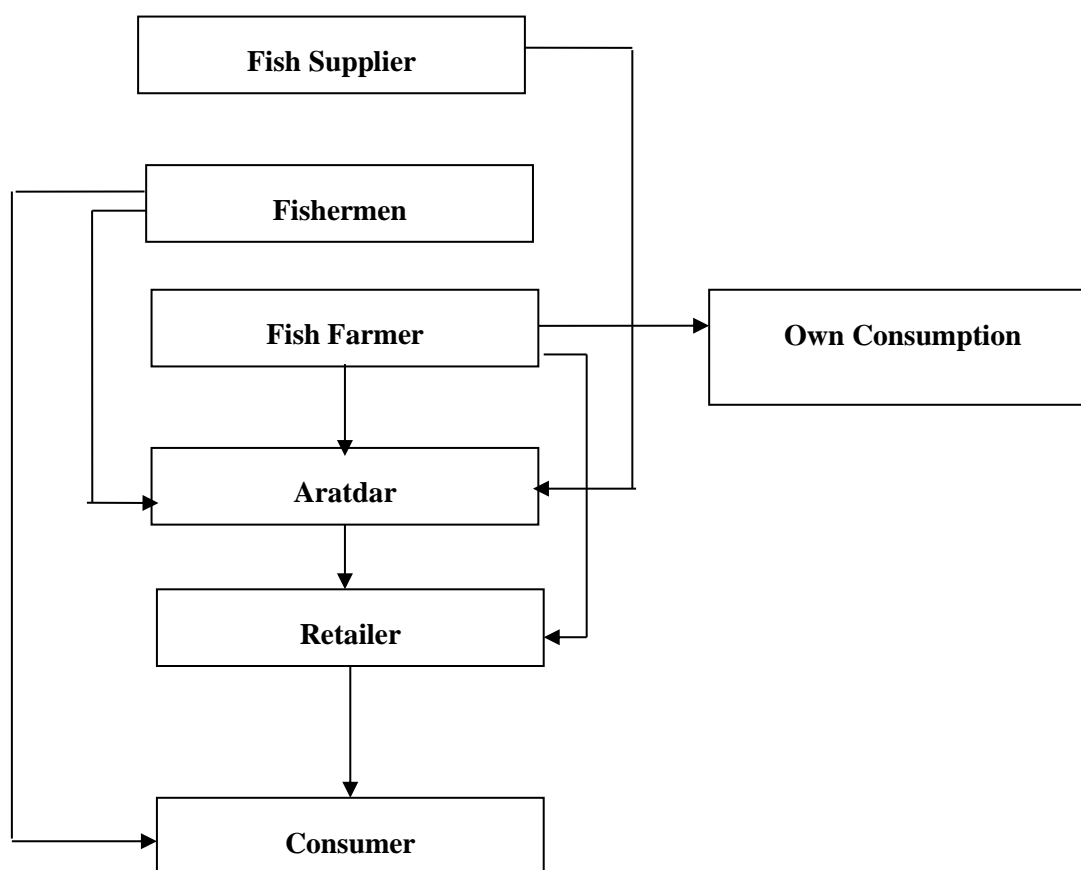 Fish Supplier
Fishermen
Fish Farmer
Own Consumption
Aratdar
Retailer
Consumer